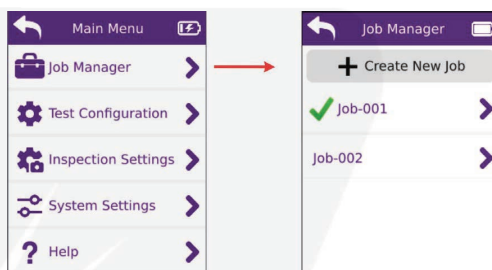 Main Menu
Job Manager
Test Configuration
Inspection Settings
System Settings
? Help
Job Manager
+ Create New Job
Job-001
Job-002